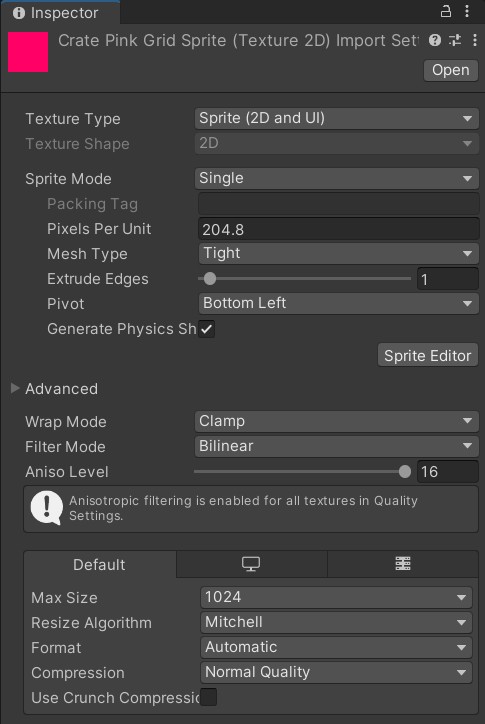 Inspector
Crate Pink Grid Sprite (Texture 2D) Import Set
Open
Texture Type Sprite (2D and UI)
Texture Shape 2D
Sprite Mode Single
Packing Tag
Pixels Per Unit 204.8
Mesh Type Tight
Extrude Edges 1
Pivot Bottom Left
Generate Physics Sh
Sprite Editor
Advanced
Wrap Mode Clamp
Filter Mode Bilinear
Aniso Level 16
Anisotropic filtering is enabled for all textures in Quality
Settings.
Default
Max Size 1024
Resize Algorithm Mitchell
Format Automatic
Compression Normal Quality
Use Crunch Compressio